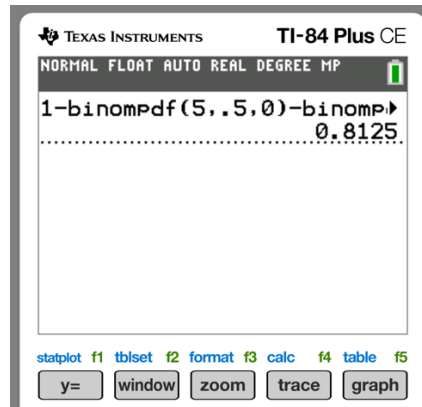 TEXAS INSTRUMENTS TI-84 Plus CE
NORMAL FLOAT AUTO REAL DEGREE MP
1-binompdf(5,.5,0)-binomp
0.8125
statplot f1 tblset f2 format f3 calc f4 table f5
y= window zoom trace graph